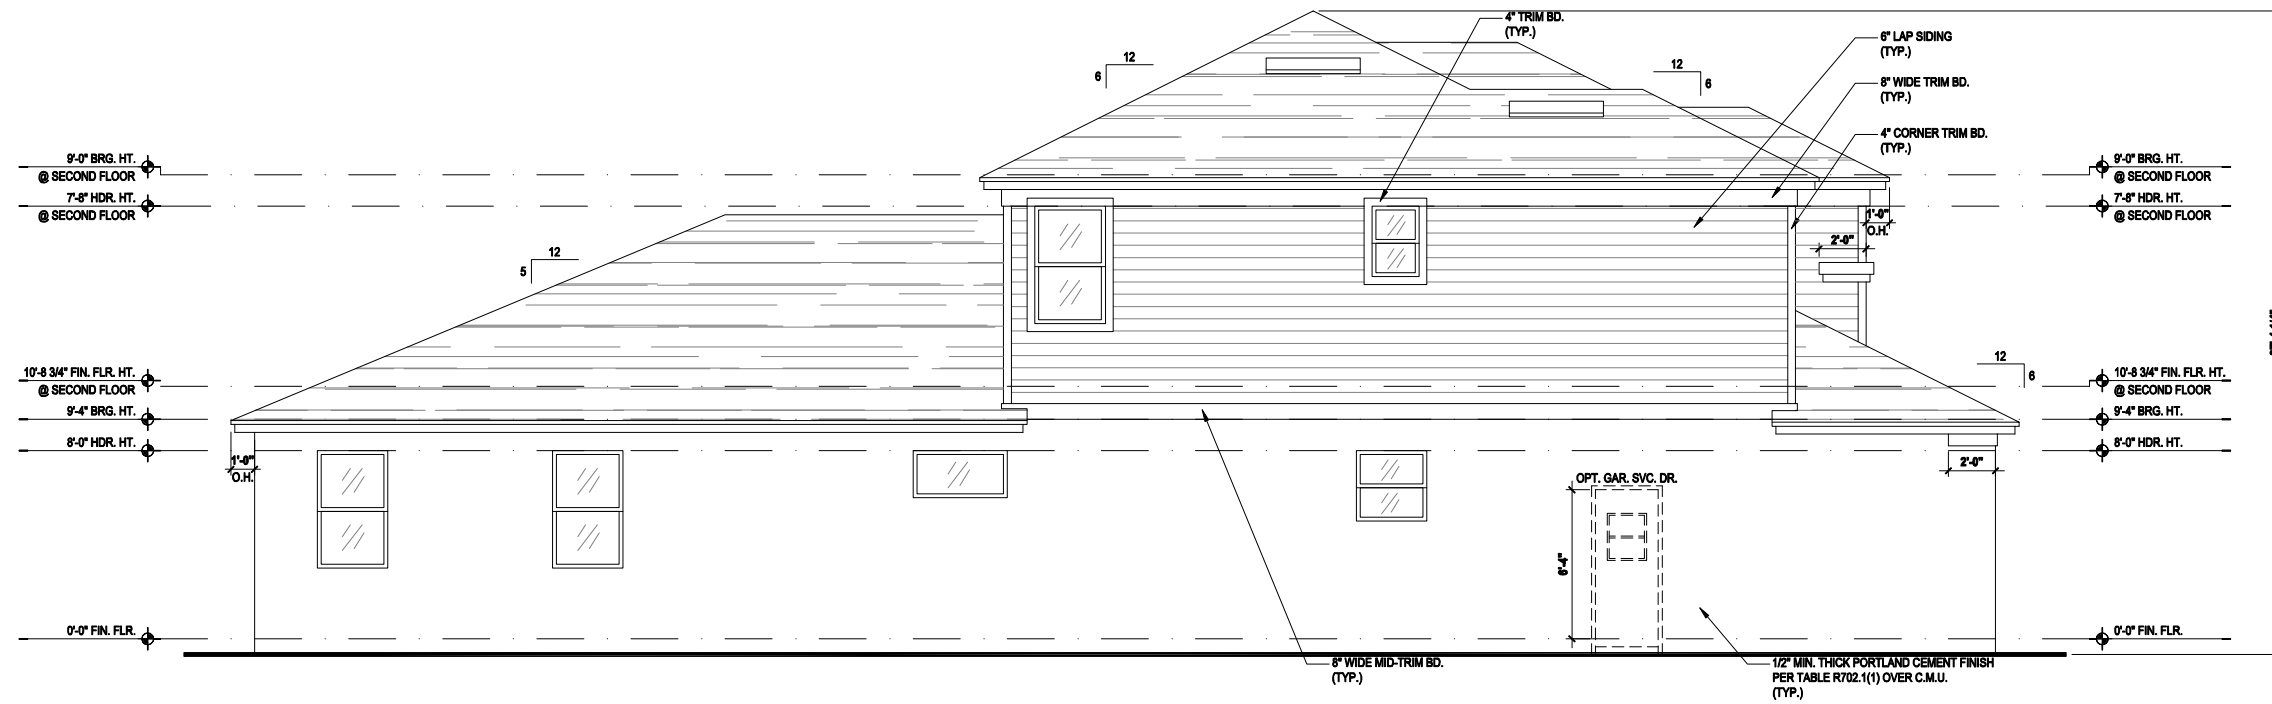 4" TRIM BD.
(TYP.)
6" LAP SIDING
(TYP.)
12
6
12
6
8" WIDE TRIM BD.
(TYP.)
4" CORNER TRIM BD.
(TYP.)
9'-0" BRG. HT.
@ SECOND FLOOR
7'-8" HDR. HT.
@ SECOND FLOOR
9'-0" BRG. HT.
@ SECOND FLOOR
7'-8" HDR. HT.
@ SECOND FLOOR
1'-0"
O.H.
2'-0"
12
5
12
6
10'-8 3/4" FIN. FLR. HT.
@ SECOND FLOOR
9'-4" BRG. HT.
8'-0" HDR. HT.
10'-8 3/4" FIN. FLR. HT.
@ SECOND FLOOR
9'-4" BRG. HT.
8'-0" HDR. HT.
1'-0"
O.H.
2'-0"
OPT. GAR. SVC. DR.
6'-4"
0'-0" FIN. FLR.
0'-0" FIN. FLR.
8" WIDE MID-TRIM BD.
(TYP.)
1/2" MIN. THICK PORTLAND CEMENT FINISH
PER TABLE R702.1(1) OVER C.M.U.
(TYP.)